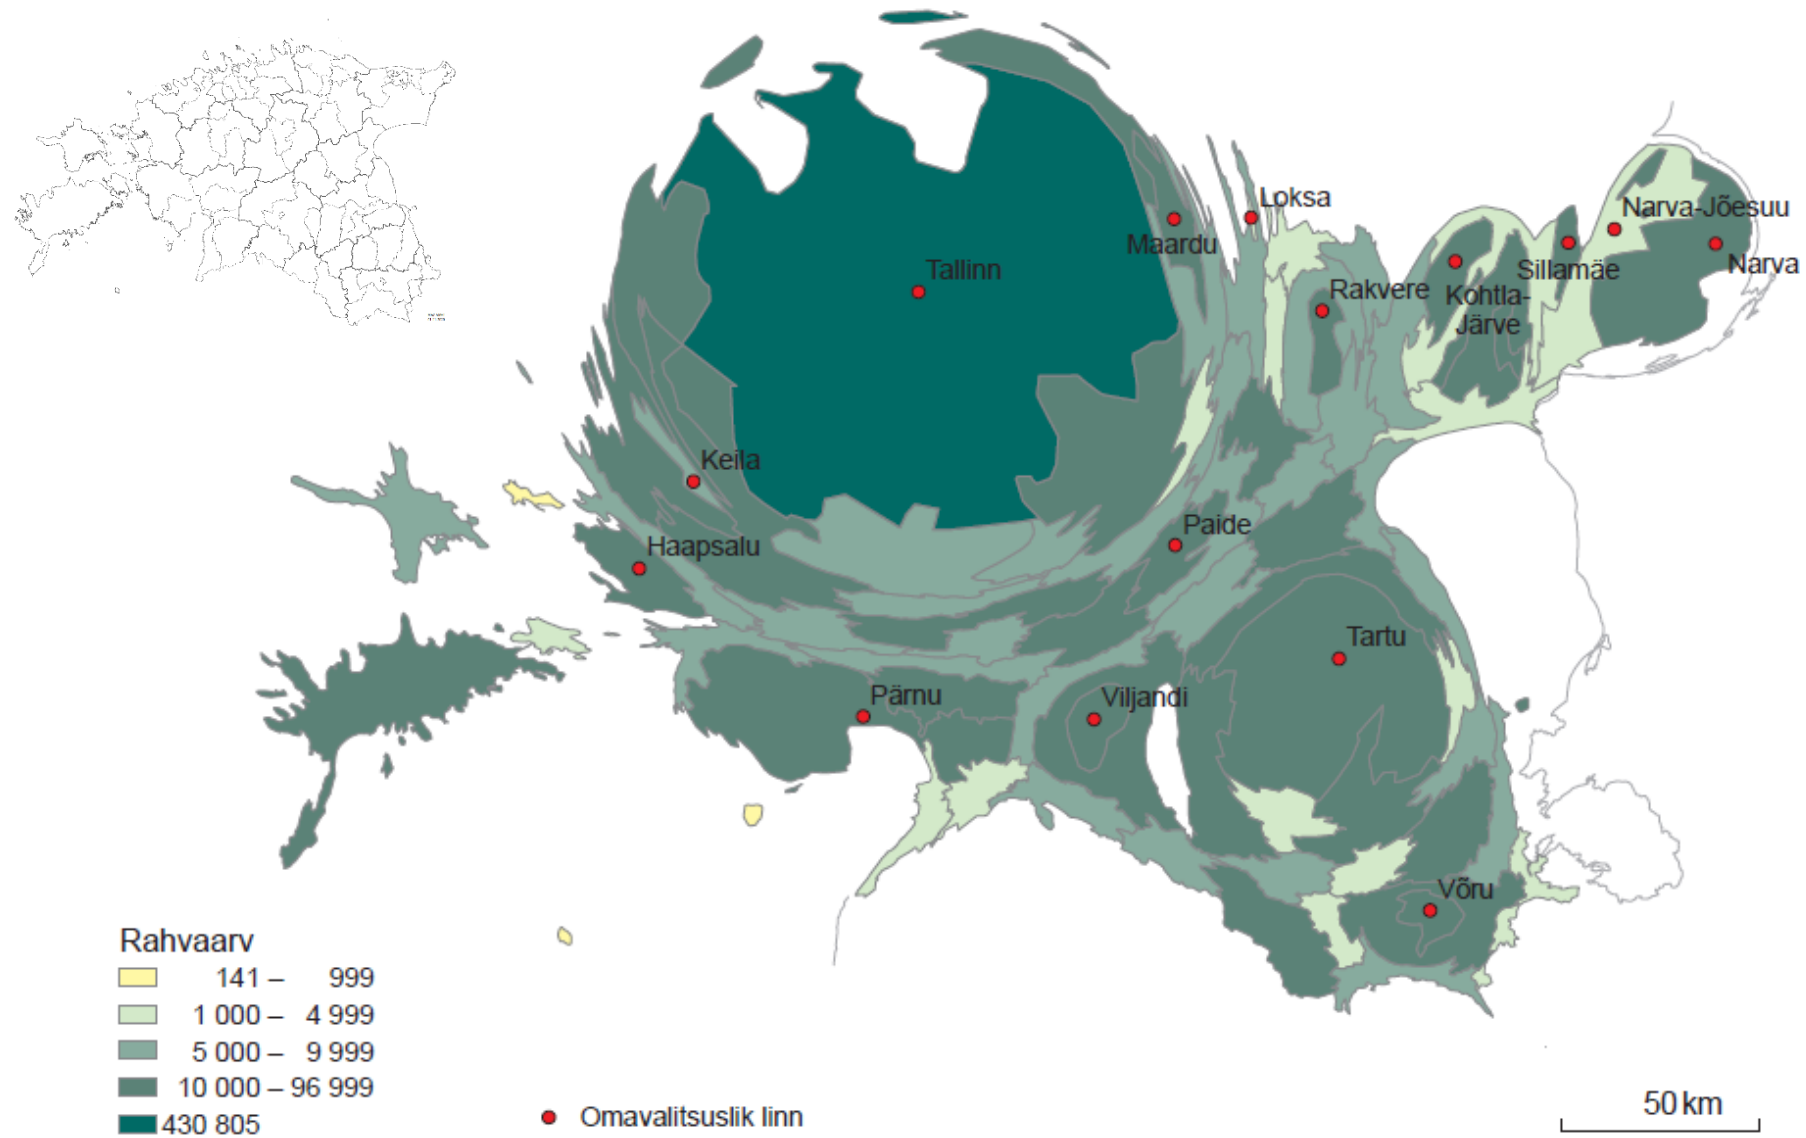 Loksa
Narva-Jõesuu
Maardu
Tallinn
Sillamäe
Narva
Rakvere
Kohtla-
Järve
Keila
Paide
Haapsalu
Tartu
Pärnu
Viljandi
Võru
Rahvaarv
141 – 999
1 000 – 4 999
5 000 – 9 999
10 000 – 96 999
430 805
Omavalitsuslik linn
50 km